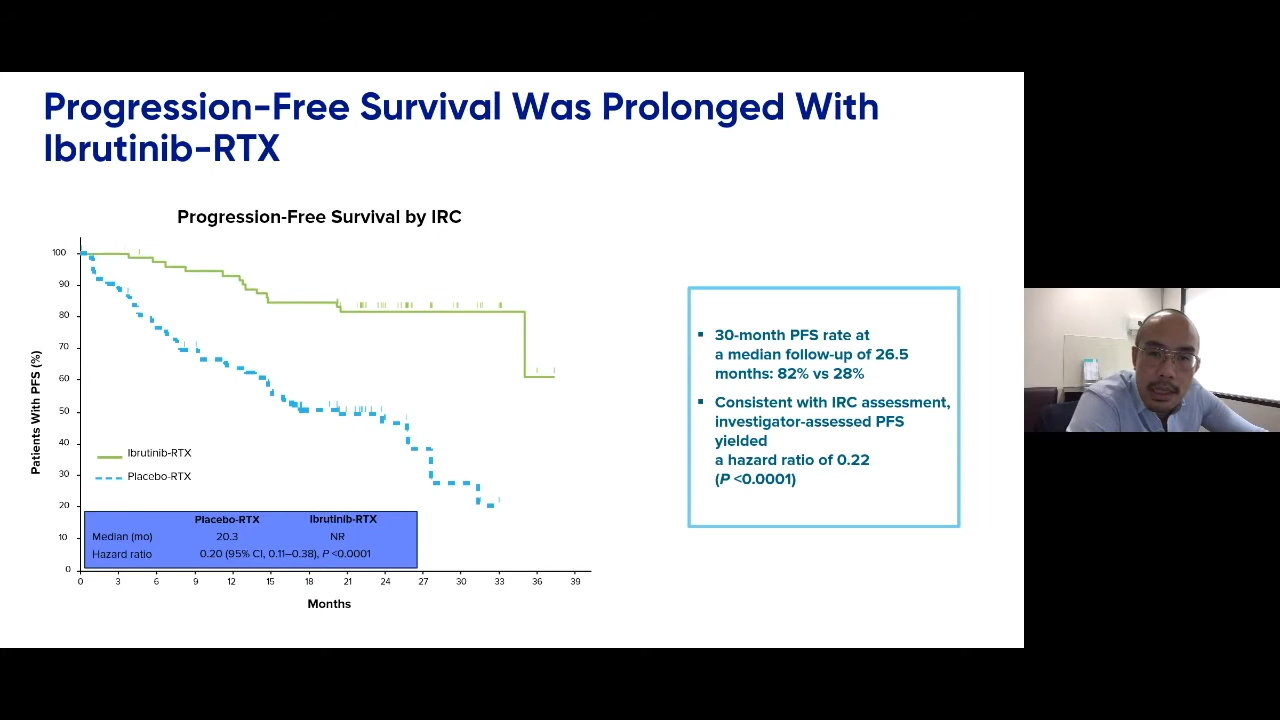 Progression-Free Survival Was Prolonged With
Ibrutinib-RTX
Progression-Free Survival by IRC
Patients With PFS (%)
100
90
80
70
60
50
40
30
20
10
0
Ibrutinib-RTX
Placebo-RTX
Placebo-RTX Ibrutinib-RTX
Median (mo) 20.3 NR
Hazard ratio 0.20 (95% CI, 0.11–0.38), P <0.0001
0 3 6 9 12 15 18 21 24 27 30 33 36 39
Months
▪ 30-month PFS rate at
a median follow-up of 26.5
months: 82% vs 28%
▪ Consistent with IRC assessment,
investigator-assessed PFS
yielded
a hazard ratio of 0.22
(P <0.0001)